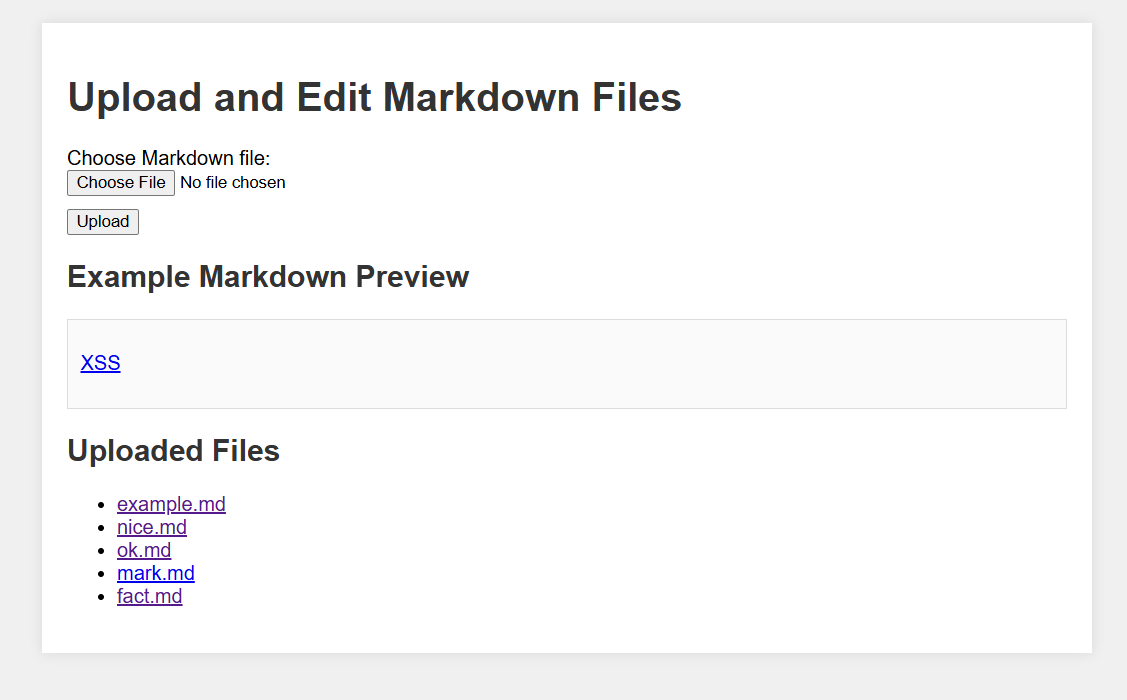 Upload and Edit Markdown Files
Choose Markdown file:
Choose File No file chosen
Upload
Example Markdown Preview
XSS
Uploaded Files
example.md
nice.md
ok.md
mark.md
fact.md